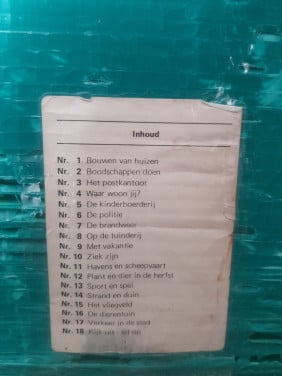 Inhoud
Nr. 1 Bouwen van huizen
Nr. 2 Boodschappen doen
Nr. 3 Het postkantoor
Nr. 4 Waar woon jij?
Nr. 5 De kinderboerderij
Nr. 6 De politie
Nr. 7 De brandweer
Nr. 8 Op de tuinderij
Nr. 9 Met vakantie
Nr. 10 Ziek zijn
Nr. 11 Havens en scheepvaart
Nr. 12 Plant en dier in de herfst
Nr. 13 Sport en spel
Nr. 14 Strand en duin
Nr. 15 Het vliegveld
Nr. 16 De dierentuin
Nr. 17 Verkeer in de stad
Nr. 18 Kijk uit - let op